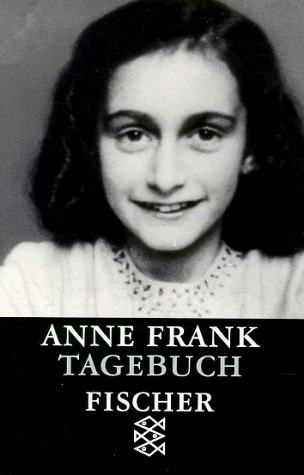 ANNE FRANK
TAGEBUCH
FISCHER